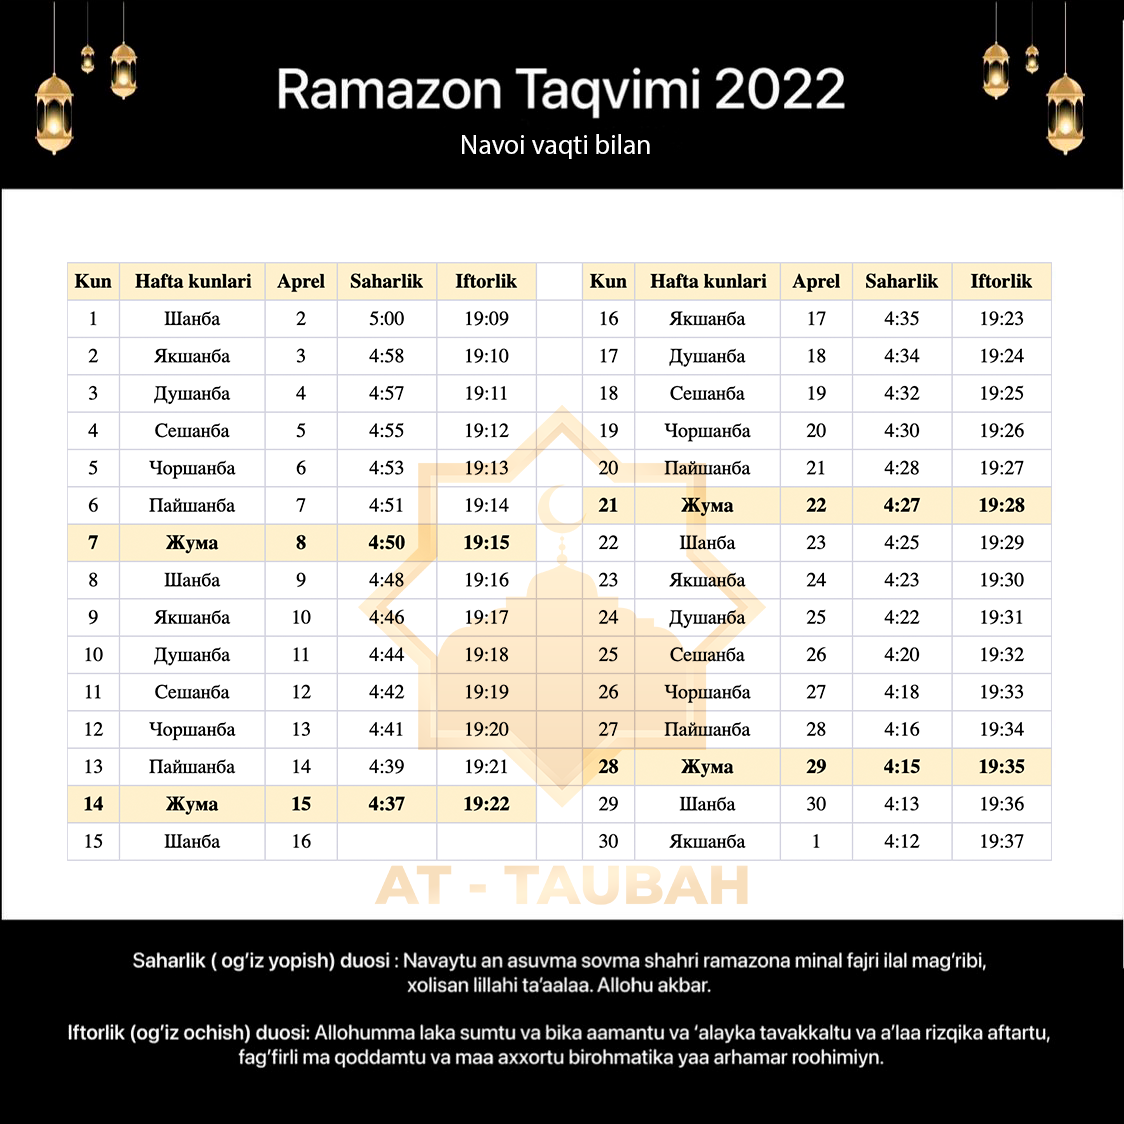 Ramazon Taqvimi 2022
Navoi vaqti bilan
Kun Hafta kunlari Aprel Saharlik Iftorlik Kun Hafta kunlari Aprel Saharlik Iftorlik
1 Шанба 2 5:00 19:09 16 Якшанба 17 4:35 19:23
2 Якшанба 3 4:58 19:10 17 Душанба 18 4:34 19:24
3 Душанба 4 4:57 19:11 18 Сешанба 19 4:32 19:25
4 Сешанба 5 4:55 19:12 19 Чоршанба 20 4:30 19:26
5 Чоршанба 6 4:53 19:13 20 Пайшанба 21 4:28 19:27
6 Пайшанба 7 4:51 19:14 21 Жума 22 4:27 19:28
7 Жума 8 4:50 19:15 22 Шанба 23 4:25 19:29
8 Шанба 9 4:48 19:16 23 Якшанба 24 4:23 19:30
9 Якшанба 10 4:46 19:17 24 Душанба 25 4:22 19:31
10 Душанба 11 4:44 19:18 25 Сешанба 26 4:20 19:32
11 Сешанба 12 4:42 19:19 26 Чоршанба 27 4:18 19:33
12 Чоршанба 13 4:41 19:20 27 Пайшанба 28 4:16 19:34
13 Пайшанба 14 4:39 19:21 28 Жума 29 4:15 19:35
14 Жума 15 4:37 19:22 29 Шанба 30 4:13 19:36
15 Шанба 16 30 Якшанба 1 4:12 19:37
AT - TAUBAH
Saharlik ( og‘iz yopish) duosi : Navaytu an asuvma sovma shahri ramazona minal fajri ilal mag‘ribi,
xolisan lillahi ta’aalaa. Allohu akbar.
Iftorlik (og‘iz ochish) duosi: Allohumma laka sumtu va bika aamantu va ‘alayka tavakkaltu va a’laa rizqika aftartu,
fag‘firli ma qoddamtu va maa axxortu birohmatika yaa arhamar roohimiyn.